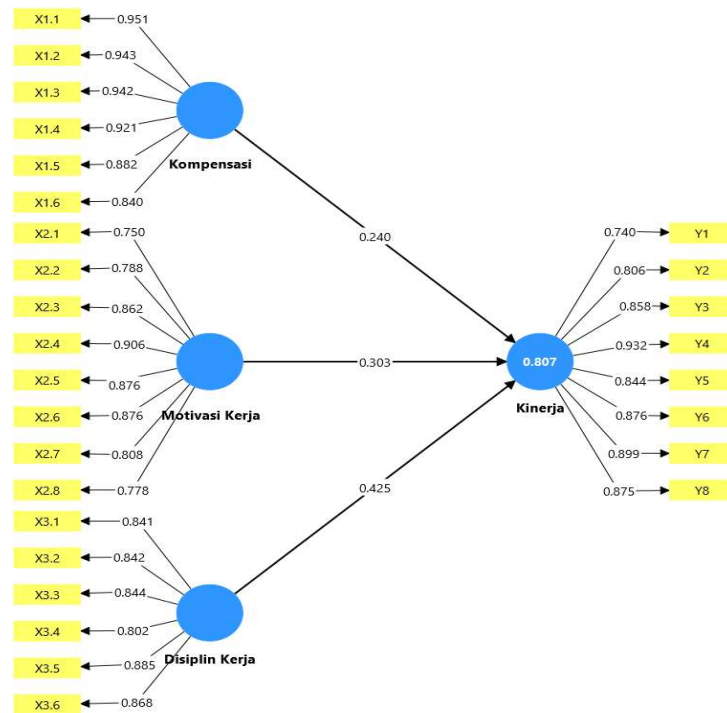 X1.1
0.951
X1.2
0.943
X1.3
0.942
X1.4
0.921
X1.5
0.882
X1.6
0.840
Kompensasi
0.240
X2.1
0.750
X2.2
0.788
X2.3
0.862
X2.4
0.906
X2.5
0.876
X2.6
0.876
X2.7
0.808
X2.8
0.778
Motivasi Kerja
0.303
X3.1
0.841
X3.2
0.842
X3.3
0.844
X3.4
0.802
X3.5
0.885
X3.6
0.868
Disiplin Kerja
0.425
0.807
Kinerja
0.740
Y1
0.806
Y2
0.858
Y3
0.932
Y4
0.844
Y5
0.876
Y6
0.899
Y7
0.875
Y8